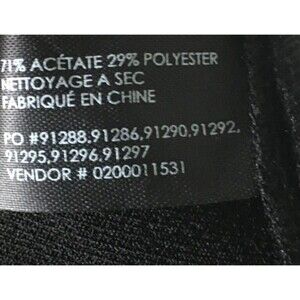 71% ACÉTATE 29% POLYESTER
NETTOYAGE A SEC
FABRIQUÉ EN CHINE
PO #91288,91286,91290,91292,
91295,91296,91297
VENDOR # 0200011531